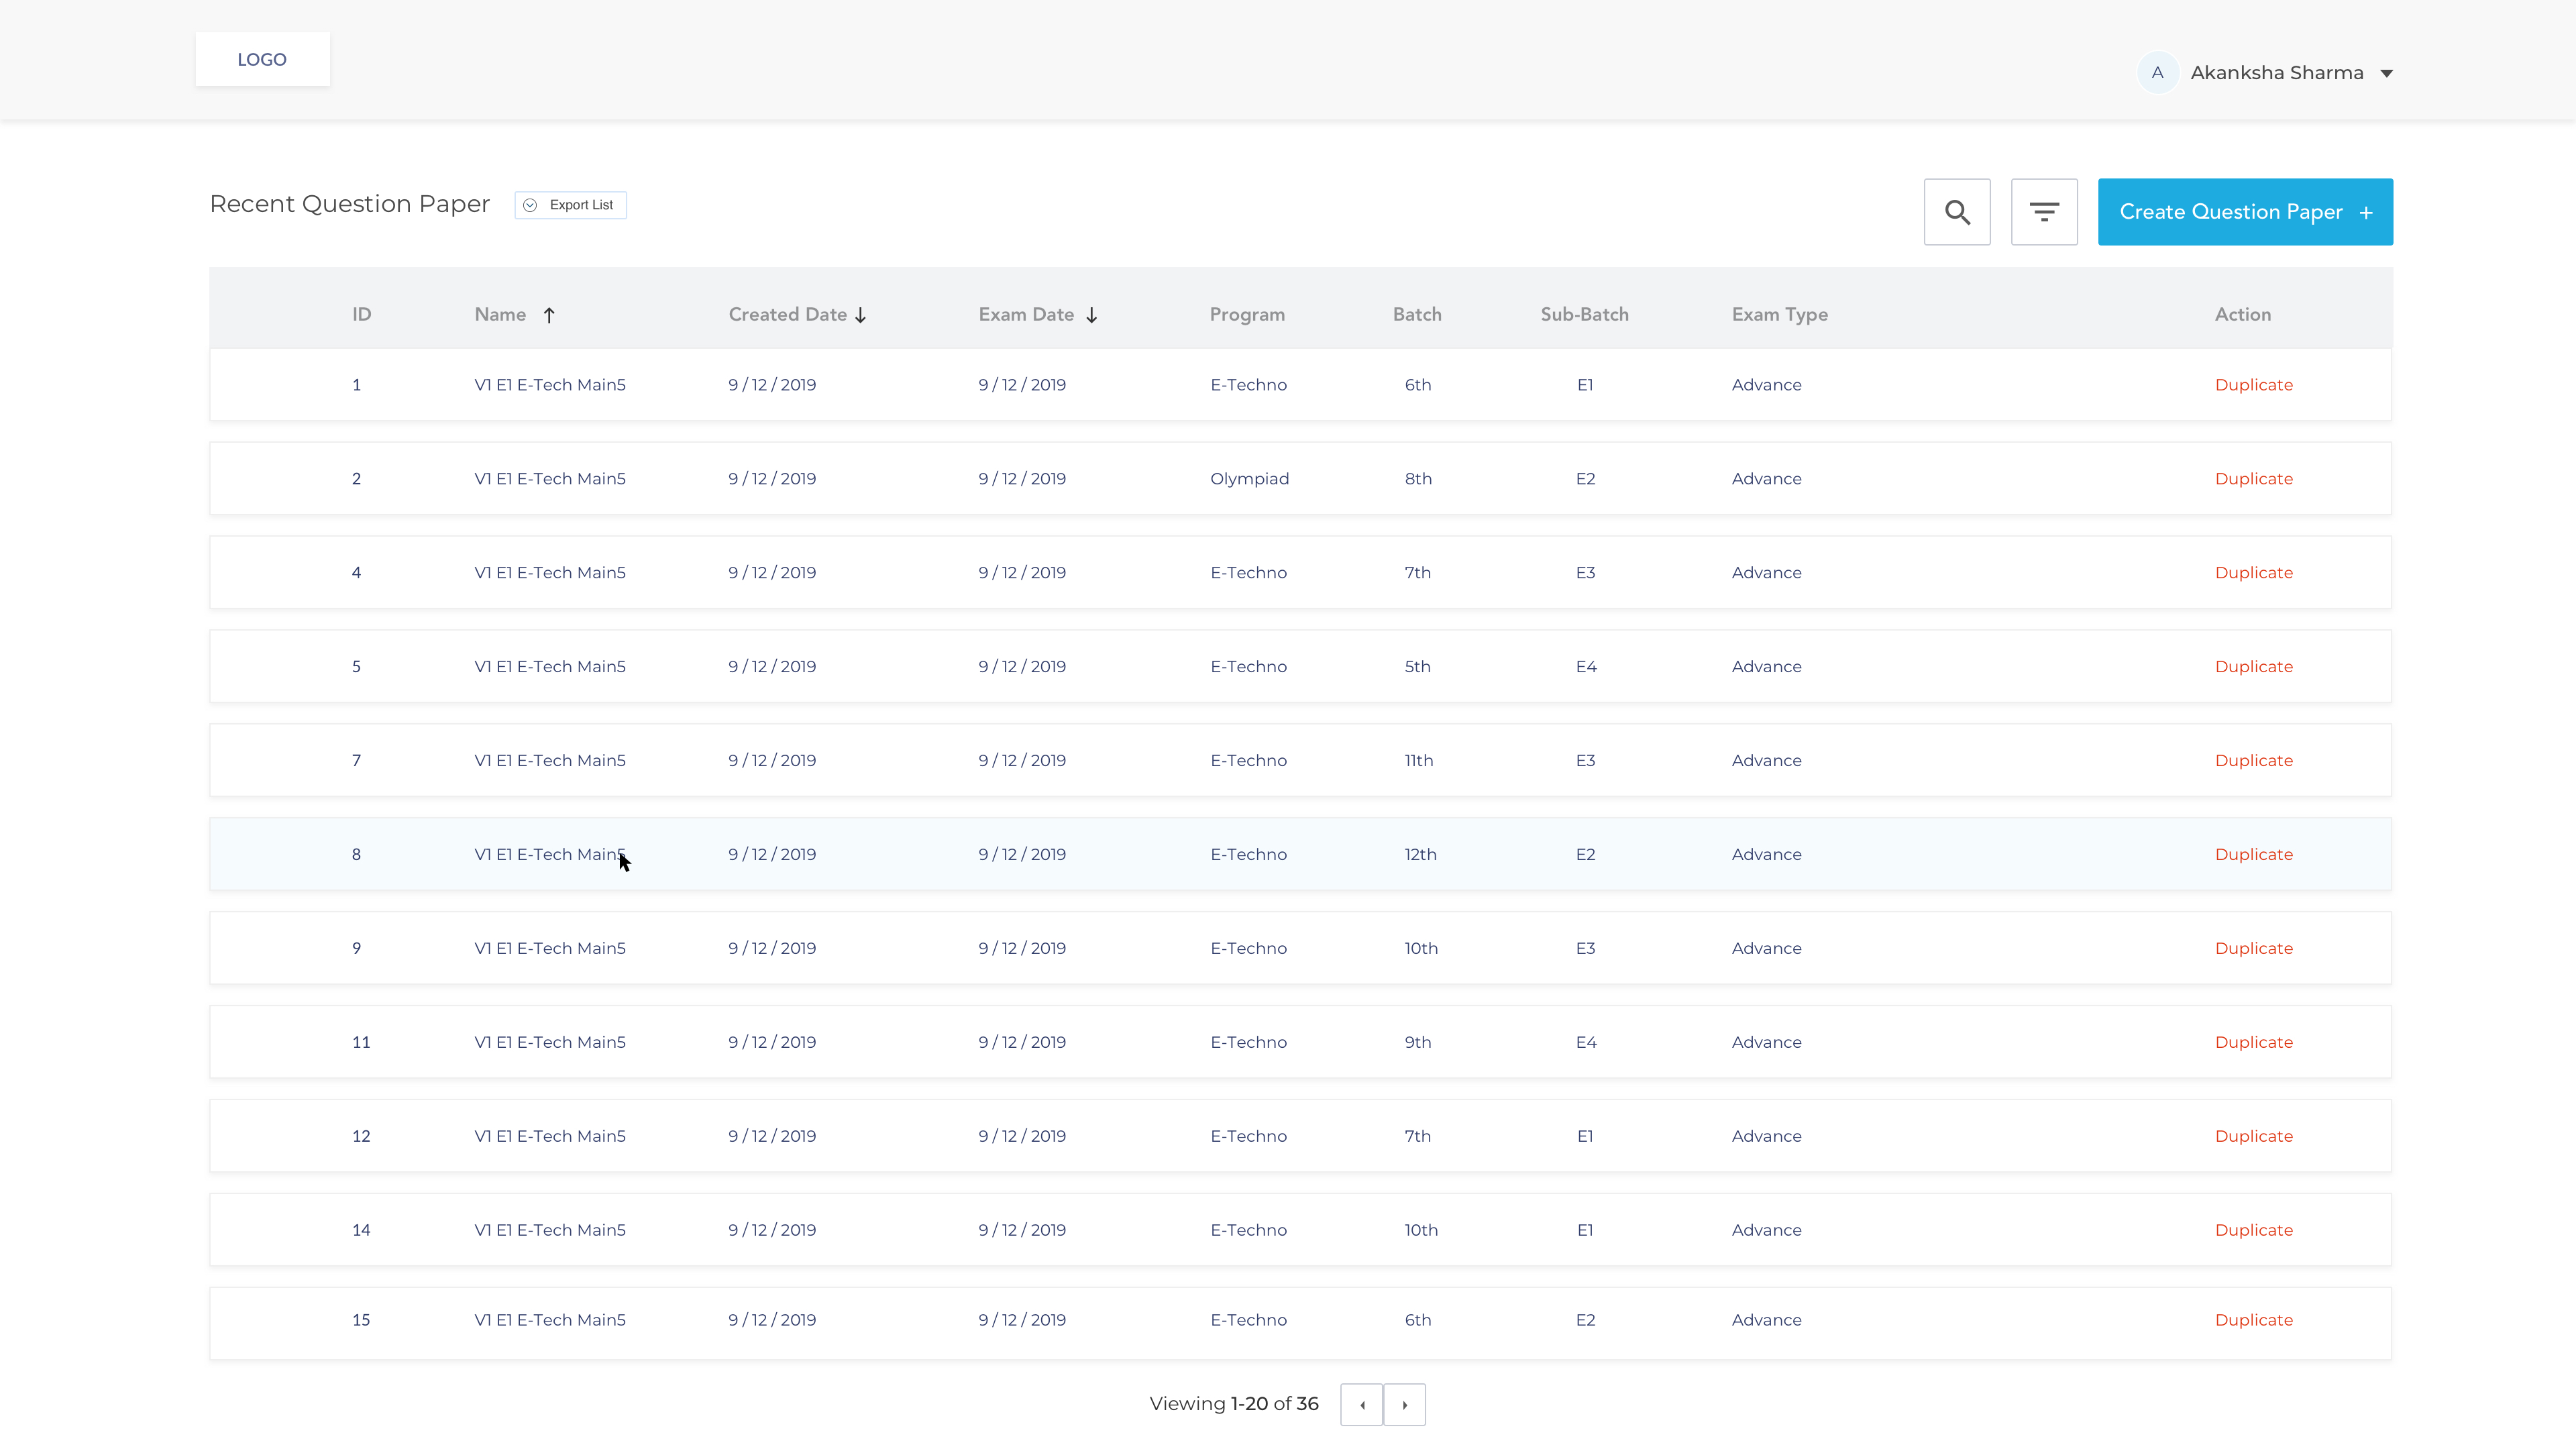 LOGO
A Akanksha Sharma
Recent Question Paper Export List Create Question Paper +
ID Name Created Date Exam Date Program Batch Sub-Batch Exam Type Action
1 V1 E1 E-Tech Main5 9 / 12 / 2019 9 / 12 / 2019 E-Techno 6th E1 Advance Duplicate
2 V1 E1 E-Tech Main5 9 / 12 / 2019 9 / 12 / 2019 Olympiad 8th E2 Advance Duplicate
4 V1 E1 E-Tech Main5 9 / 12 / 2019 9 / 12 / 2019 E-Techno 7th E3 Advance Duplicate
5 V1 E1 E-Tech Main5 9 / 12 / 2019 9 / 12 / 2019 E-Techno 5th E4 Advance Duplicate
7 V1 E1 E-Tech Main5 9 / 12 / 2019 9 / 12 / 2019 E-Techno 11th E3 Advance Duplicate
8 V1 E1 E-Tech Main5 9 / 12 / 2019 9 / 12 / 2019 E-Techno 12th E2 Advance Duplicate
9 V1 E1 E-Tech Main5 9 / 12 / 2019 9 / 12 / 2019 E-Techno 10th E3 Advance Duplicate
11 V1 E1 E-Tech Main5 9 / 12 / 2019 9 / 12 / 2019 E-Techno 9th E4 Advance Duplicate
12 V1 E1 E-Tech Main5 9 / 12 / 2019 9 / 12 / 2019 E-Techno 7th E1 Advance Duplicate
14 V1 E1 E-Tech Main5 9 / 12 / 2019 9 / 12 / 2019 E-Techno 10th E1 Advance Duplicate
15 V1 E1 E-Tech Main5 9 / 12 / 2019 9 / 12 / 2019 E-Techno 6th E2 Advance Duplicate
Viewing 1-20 of 36